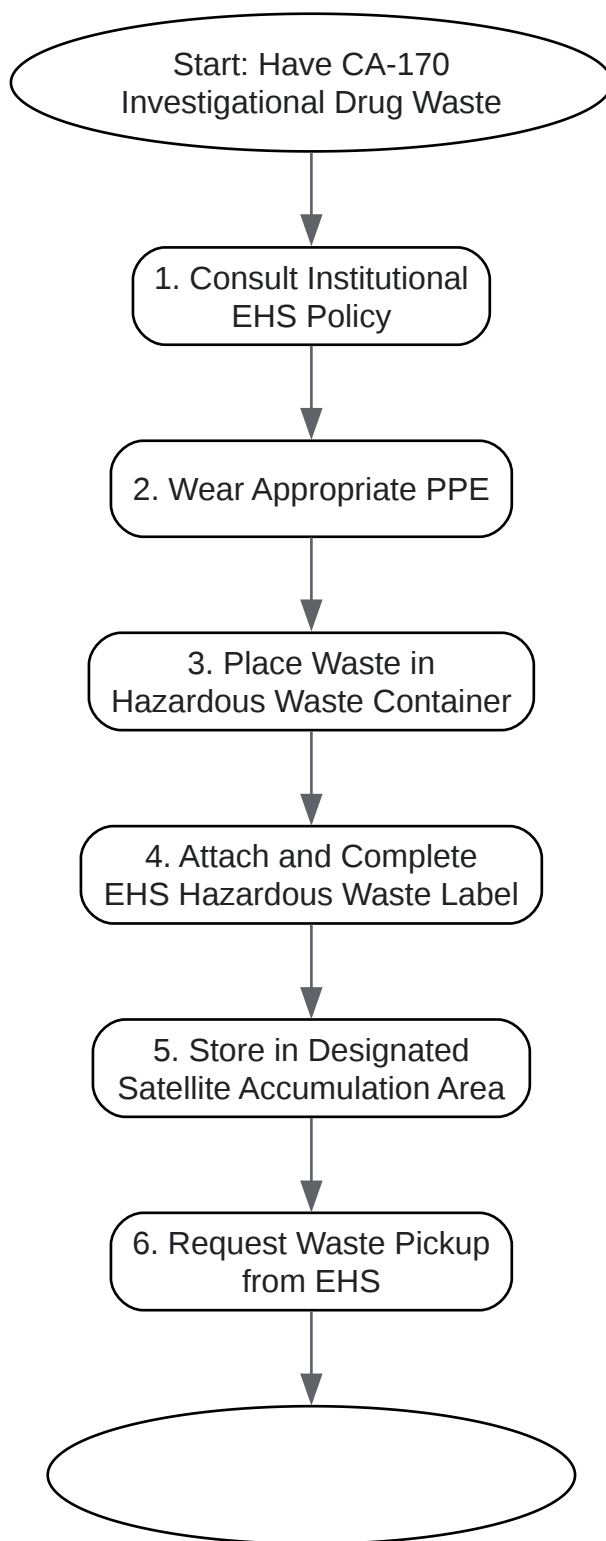 Start: Have CA-170
Investigational Drug Waste
1. Consult Institutional
EHS Policy
2. Wear Appropriate PPE
3. Place Waste in
Hazardous Waste Container
4. Attach and Complete
EHS Hazardous Waste Label
5. Store in Designated
Satellite Accumulation Area
6. Request Waste Pickup
from EHS